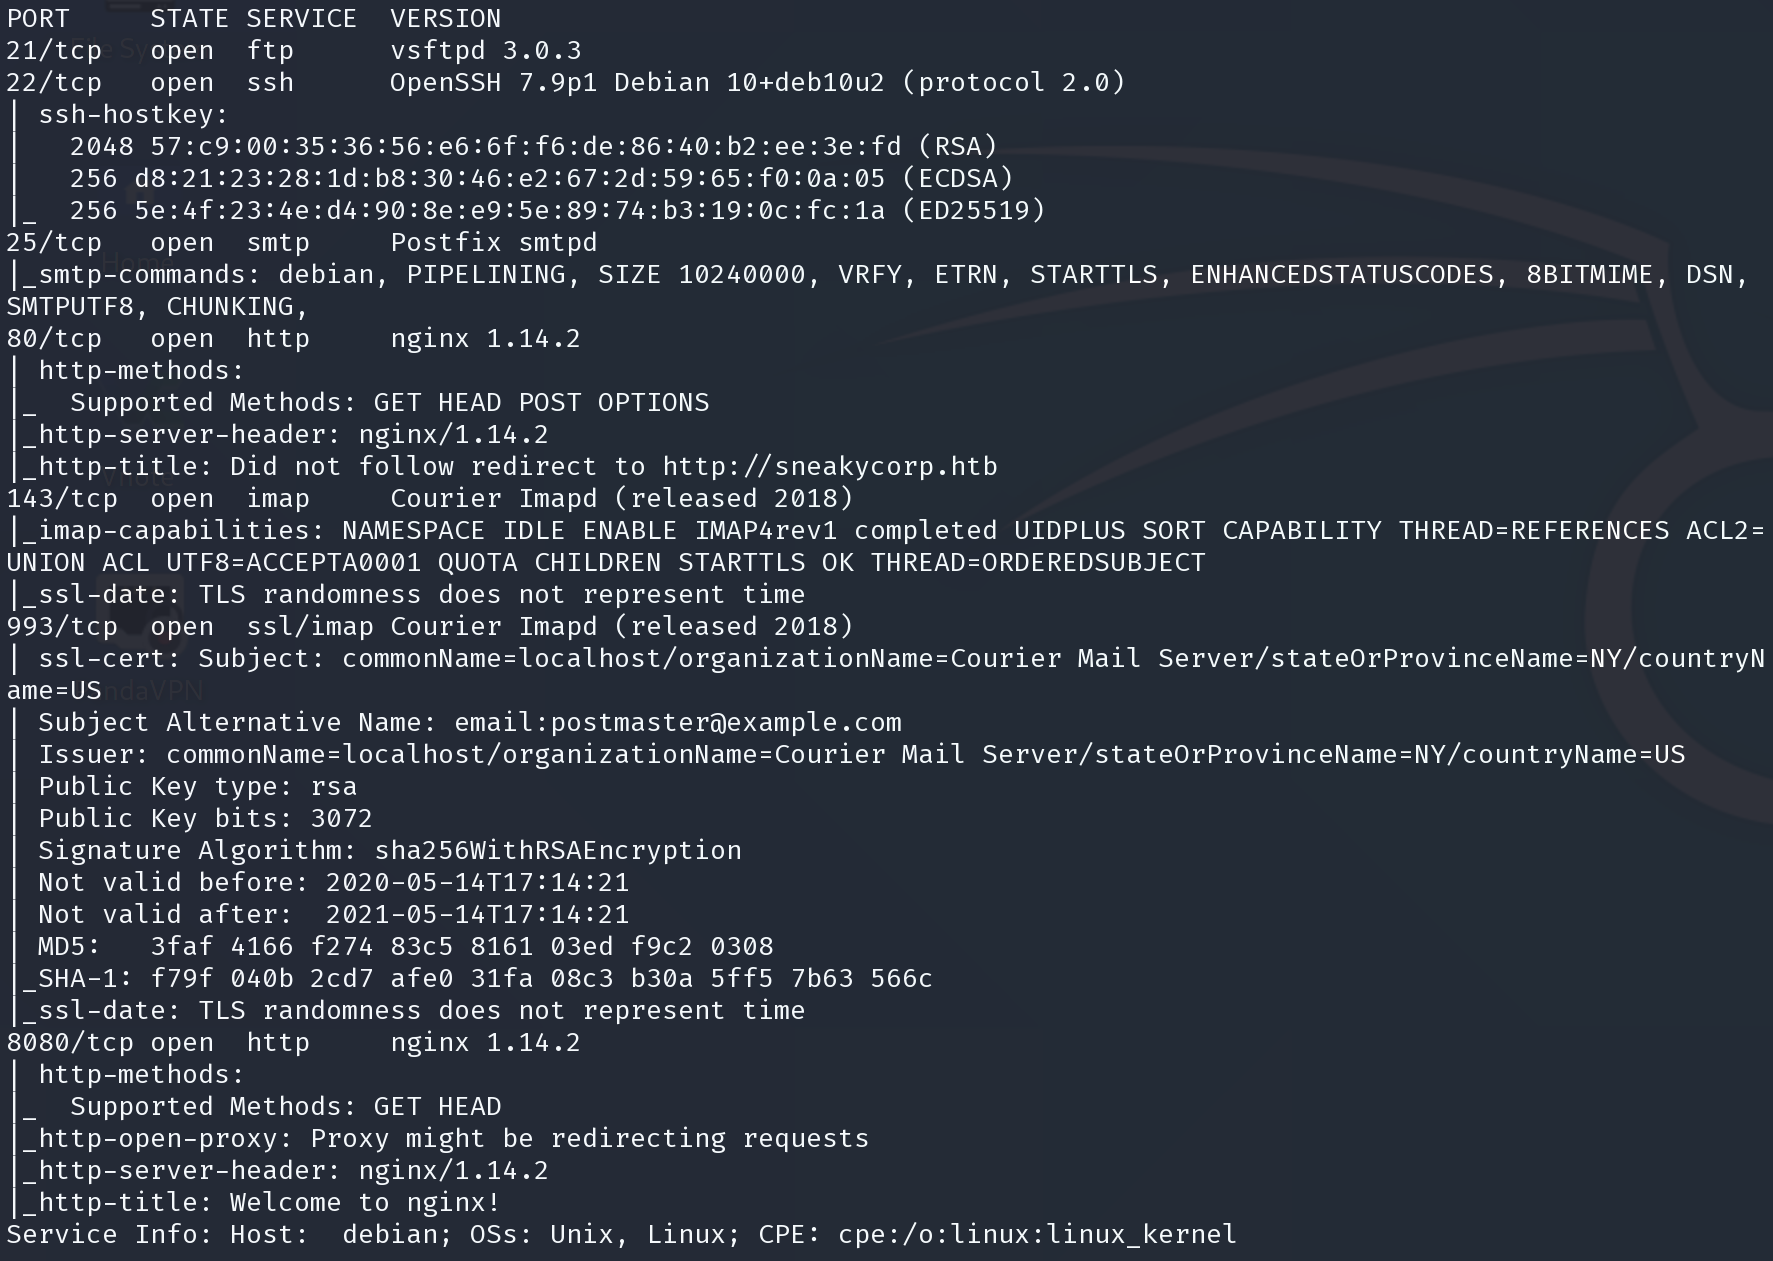 PORT     STATE SERVICE  VERSION
21/tcp   open  ftp      vsftpd 3.0.3
22/tcp   open  ssh      OpenSSH 7.9p1 Debian 10+deb10u2 (protocol 2.0)
| ssh-hostkey:
|   2048 57:c9:00:35:36:56:e6:6f:f6:de:86:40:b2:ee:3e:fd (RSA)
|   256 d8:21:23:28:1d:b8:30:46:e2:67:2d:59:65:f0:0a:05 (ECDSA)
|_  256 5e:4f:23:4e:d4:90:8e:e9:5e:89:74:b3:19:0c:fc:1a (ED25519)
25/tcp   open  smtp     Postfix smtpd
|_smtp-commands: debian, PIPELINING, SIZE 10240000, VRFY, ETRN, STARTTLS, ENHANCEDSTATUSCODES, 8BITMIME, DSN,
SMTPUTF8, CHUNKING,
80/tcp   open  http     nginx 1.14.2
| http-methods:
|_  Supported Methods: GET HEAD POST OPTIONS
|_http-server-header: nginx/1.14.2
|_http-title: Did not follow redirect to http://sneakycorp.htb
143/tcp  open  imap     Courier Imapd (released 2018)
|_imap-capabilities: NAMESPACE IDLE ENABLE IMAP4rev1 completed UIDPLUS SORT CAPABILITY THREAD=REFERENCES ACL2=
UNION ACL UTF8=ACCEPTA0001 QUOTA CHILDREN STARTTLS OK THREAD=ORDEREDSUBJECT
|_ssl-date: TLS randomness does not represent time
993/tcp  open  ssl/imap Courier Imapd (released 2018)
| ssl-cert: Subject: commonName=localhost/organizationName=Courier Mail Server/stateOrProvinceName=NY/countryN
ame=US
| Subject Alternative Name: email:postmaster@example.com
| Issuer: commonName=localhost/organizationName=Courier Mail Server/stateOrProvinceName=NY/countryName=US
| Public Key type: rsa
| Public Key bits: 3072
| Signature Algorithm: sha256WithRSAEncryption
| Not valid before: 2020-05-14T17:14:21
| Not valid after:  2021-05-14T17:14:21
| MD5:   3faf 4166 f274 83c5 8161 03ed f9c2 0308
|_SHA-1: f79f 040b 2cd7 afe0 31fa 08c3 b30a 5ff5 7b63 566c
|_ssl-date: TLS randomness does not represent time
8080/tcp open  http     nginx 1.14.2
| http-methods:
|_  Supported Methods: GET HEAD
|_http-open-proxy: Proxy might be redirecting requests
|_http-server-header: nginx/1.14.2
|_http-title: Welcome to nginx!
Service Info: Host:  debian; OSs: Unix, Linux; CPE: cpe:/o:linux:linux_kernel